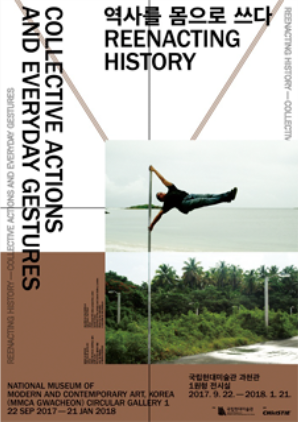 역사를 몸으로 쓰다
REENACTING
HISTORY
COLLECTIVE ACTIONS
AND EVERYDAY GESTURES
REENACTING HISTORY—COLLECTIV
REENACTING HISTORY—COLLECTIVE ACTIONS AND EVERYDAY GESTURES
NATIONAL MUSEUM OF
MODERN AND CONTEMPORARY ART, KOREA
(MMCA GWACHEON) CIRCULAR GALLERY 1
22 SEP 2017—21 JAN 2018
국립현대미술관 과천관
1원형 전시실
2017. 9. 22.—2018. 1. 21.